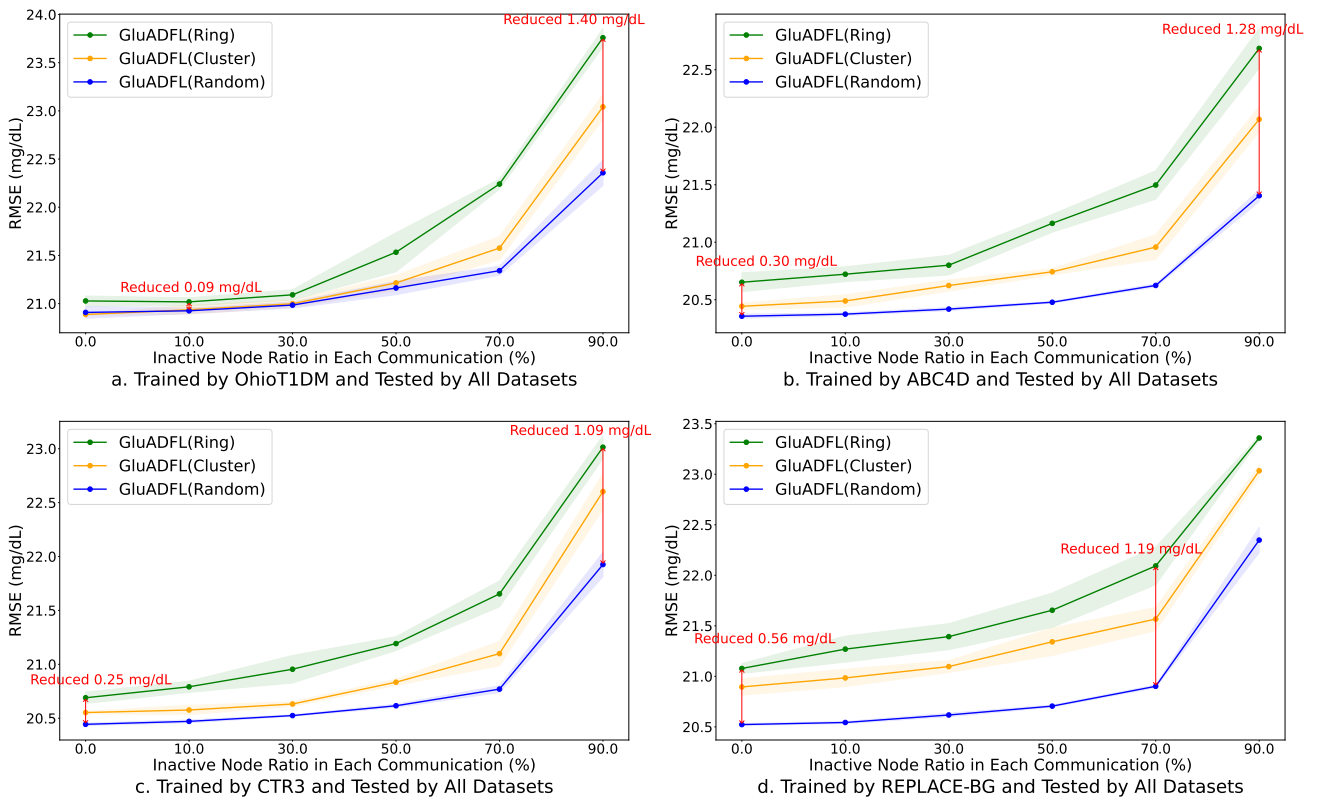 Reduced 1.40 mg/dL
GluADFL(Ring)
GluADFL(Cluster)
GluADFL(Random)
Reduced 0.09 mg/dL
RMSE (mg/dL)
24.0
23.5
23.0
22.5
22.0
21.5
21.0
0.0 10.0 30.0 50.0 70.0 90.0
Inactive Node Ratio in Each Communication (%)
a. Trained by OhioT1DM and Tested by All Datasets
Reduced 1.28 mg/dL
GluADFL(Ring)
GluADFL(Cluster)
GluADFL(Random)
Reduced 0.30 mg/dL
RMSE (mg/dL)
22.5
22.0
21.5
21.0
20.5
0.0 10.0 30.0 50.0 70.0 90.0
Inactive Node Ratio in Each Communication (%)
b. Trained by ABC4D and Tested by All Datasets
Reduced 1.09 mg/dL
GluADFL(Ring)
GluADFL(Cluster)
GluADFL(Random)
Reduced 0.25 mg/dL
RMSE (mg/dL)
23.0
22.5
22.0
21.5
21.0
20.5
0.0 10.0 30.0 50.0 70.0 90.0
Inactive Node Ratio in Each Communication (%)
c. Trained by CTR3 and Tested by All Datasets
GluADFL(Ring)
GluADFL(Cluster)
GluADFL(Random)
Reduced 1.19 mg/dL
Reduced 0.56 mg/dL
RMSE (mg/dL)
23.5
23.0
22.5
22.0
21.5
21.0
20.5
0.0 10.0 30.0 50.0 70.0 90.0
Inactive Node Ratio in Each Communication (%)
d. Trained by REPLACE-BG and Tested by All Datasets